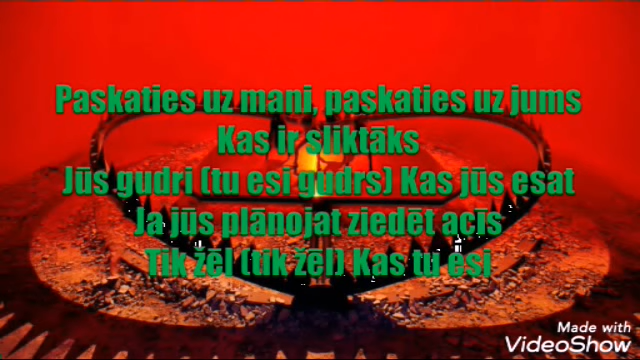 Paskaties uz mani, paskaties uz jums
Kas ir sliktāks
Jūs gudri (tu esi gudrs) Kas jūs esat
Ja jūs plānojat ziedēt acīs
Tik žēl (tik žēl) Kas tu esi
Made with
VideoShow